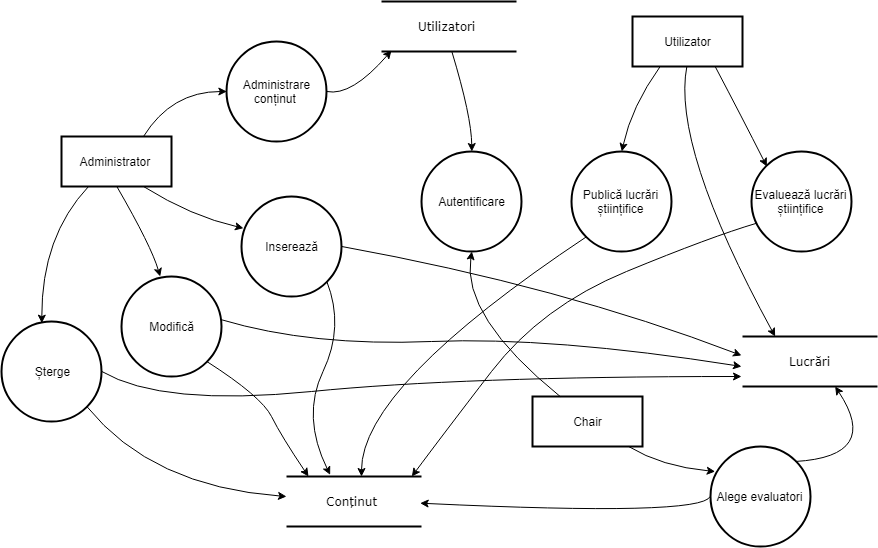 Utilizatori
Utilizator
Administrare
conținut
Administrator
Autentificare
Publică lucrări
științifice
Evaluează lucrări
științifice
Inserează
Modifică
Șterge
Lucrări
Chair
Conținut
Alege evaluatori